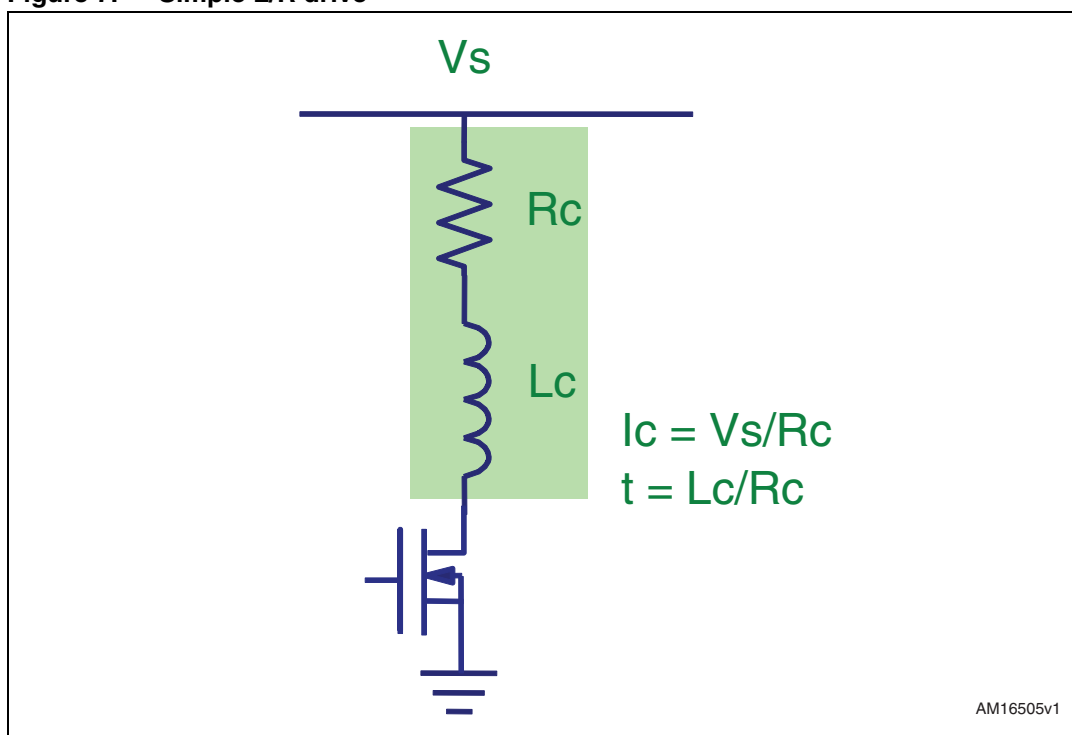 Vs
Rc
Lc
Ic = Vs/Rc
t = Lc/Rc
AM16505v1